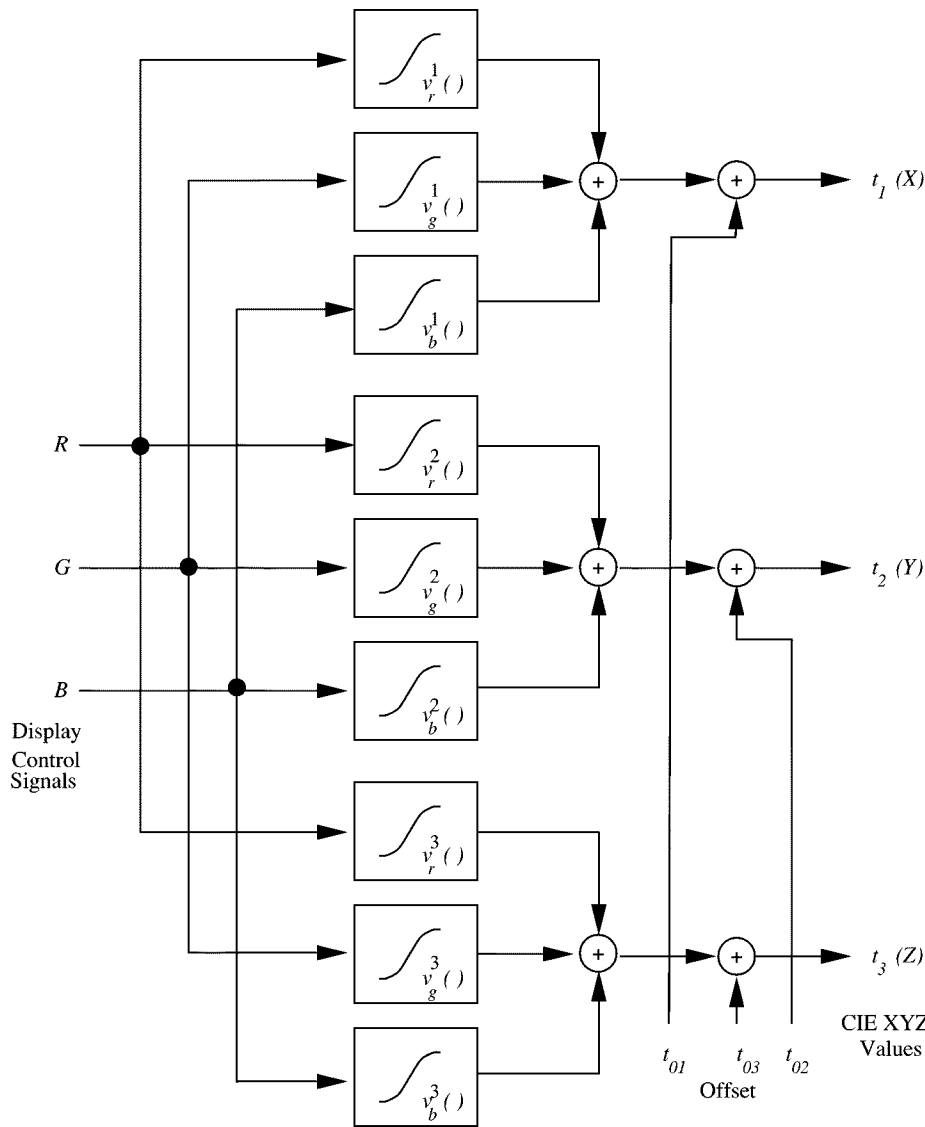 v_r^1 ( )
+ + t_1 (X)
v_g^1 ( )
v_b^1 ( )
R
v_r^2 ( )
G + + t_2 (Y)
v_g^2 ( )
B
v_b^2 ( )
Display
Control
Signals
v_r^3 ( )
+ + t_3 (Z)
v_g^3 ( )
CIE XYZ
Values
t_01 t_03 t_02
Offset
v_b^3 ( )